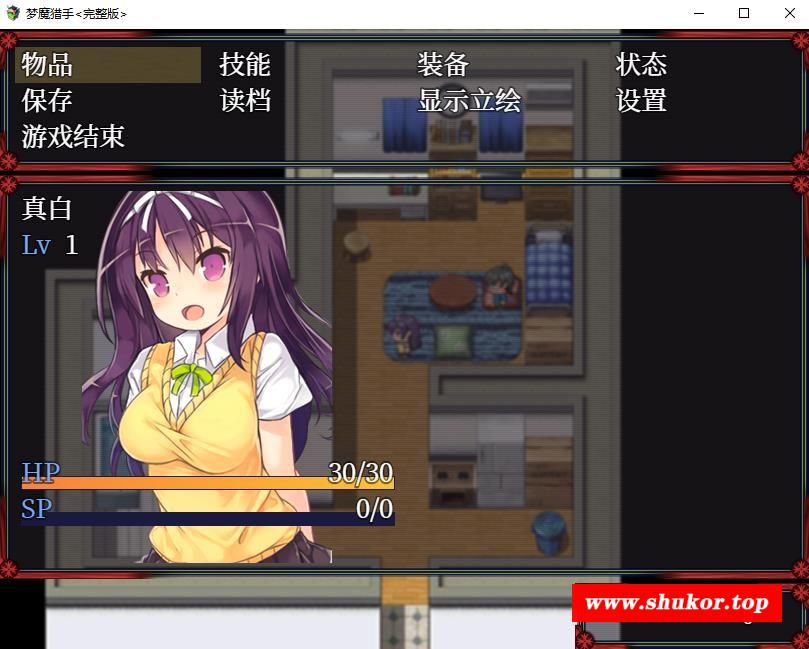 梦魔猎手<完整版>
物品 技能 装备 状态
保存 读档 显示立绘 设置
游戏结束
真白
Lv 1
HP 30/30
SP 0/0
www.shukor.top